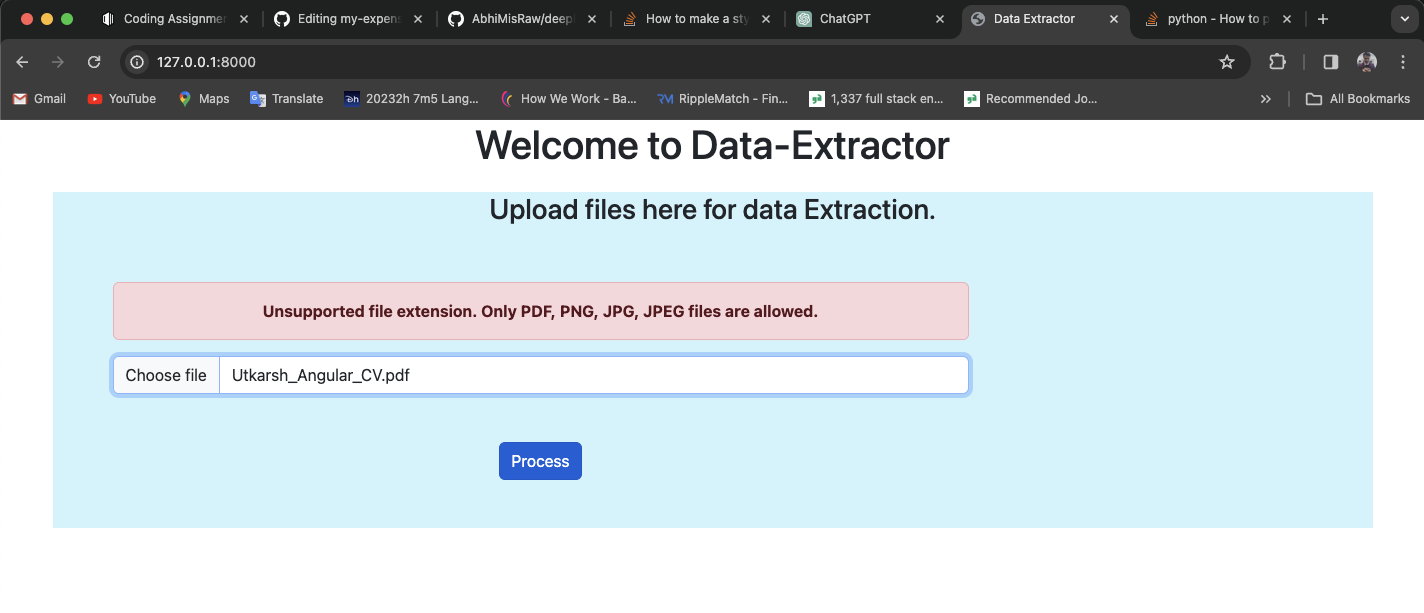 Coding Assignmen
Editing my-expens
AbhiMisRaw/deep
How to make a sty
ChatGPT
Data Extractor
python - How to p
127.0.0.1:8000
Gmail
YouTube
Maps
Translate
20232h 7m5 Lang...
How We Work - Ba...
RippleMatch - Fin...
1,337 full stack en...
Recommended Jo...
All Bookmarks
Welcome to Data-Extractor
Upload files here for data Extraction.
Unsupported file extension. Only PDF, PNG, JPG, JPEG files are allowed.
Choose file Utkarsh_Angular_CV.pdf
Process